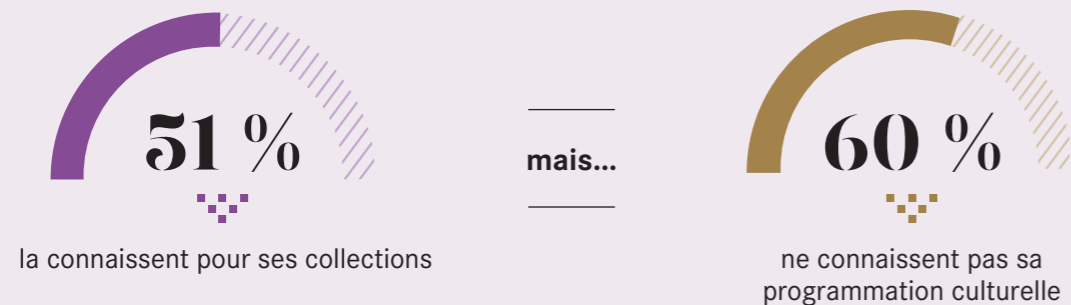 51 %
la connaissent pour ses collections
mais...
60 %
ne connaissent pas sa
programmation culturelle